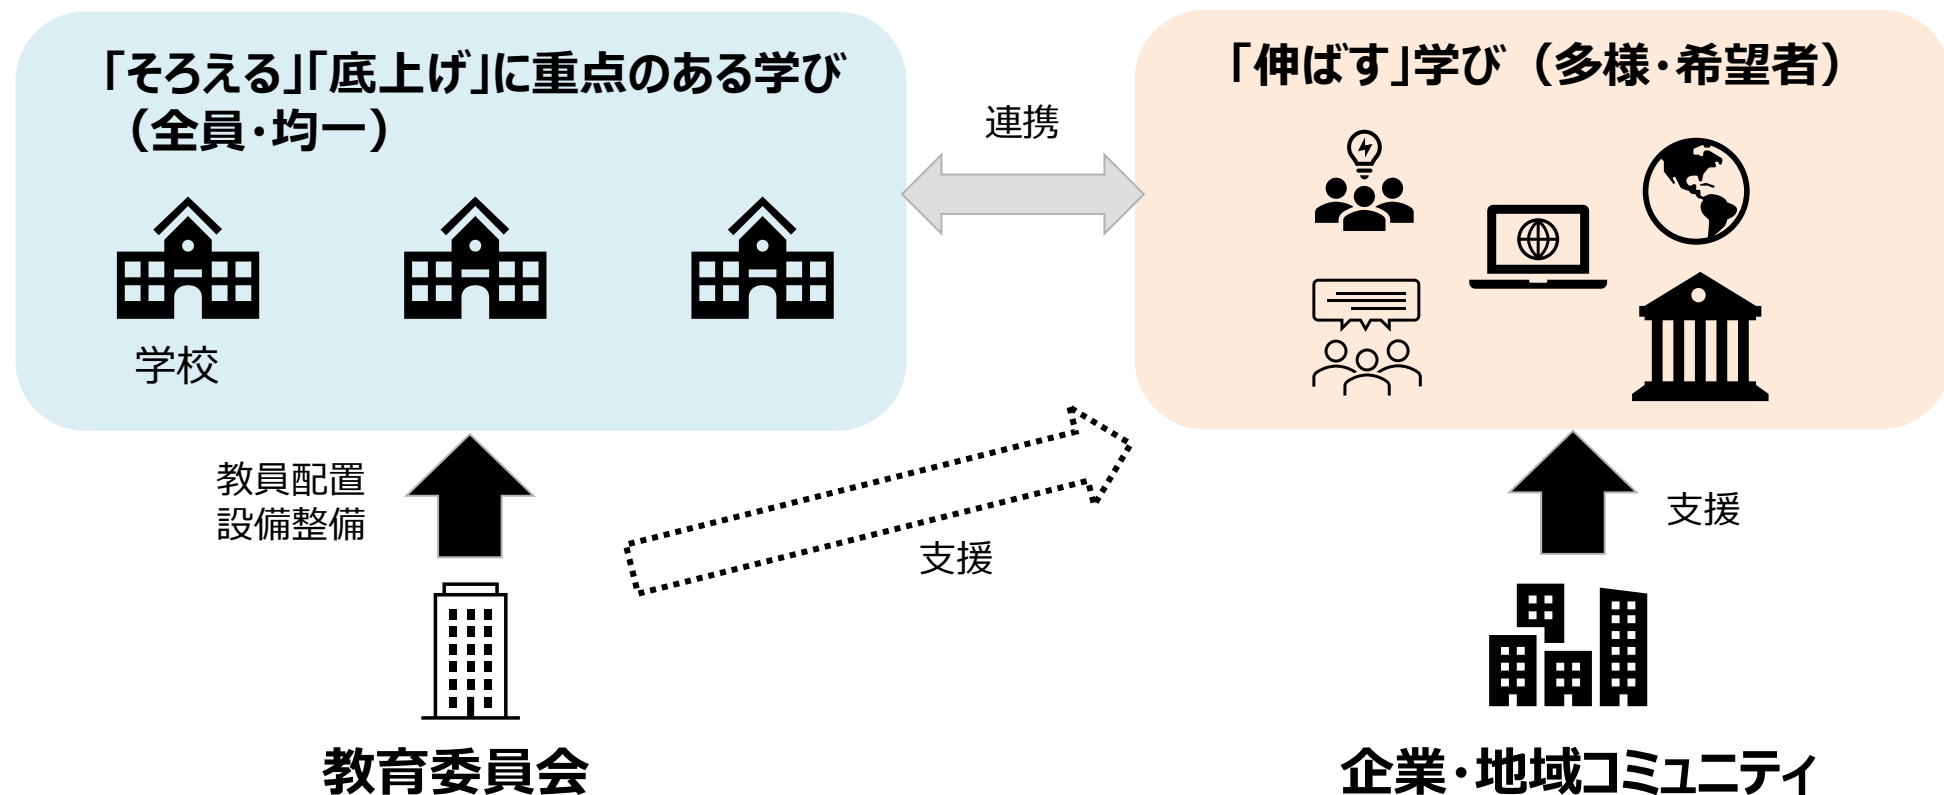 「そろえる」「底上げ」に重点のある学び
（全員・均一）
学校
連携
「伸ばす」学び（多様・希望者）
教員配置
設備整備
支援
支援
教育委員会
企業・地域コミュニティ